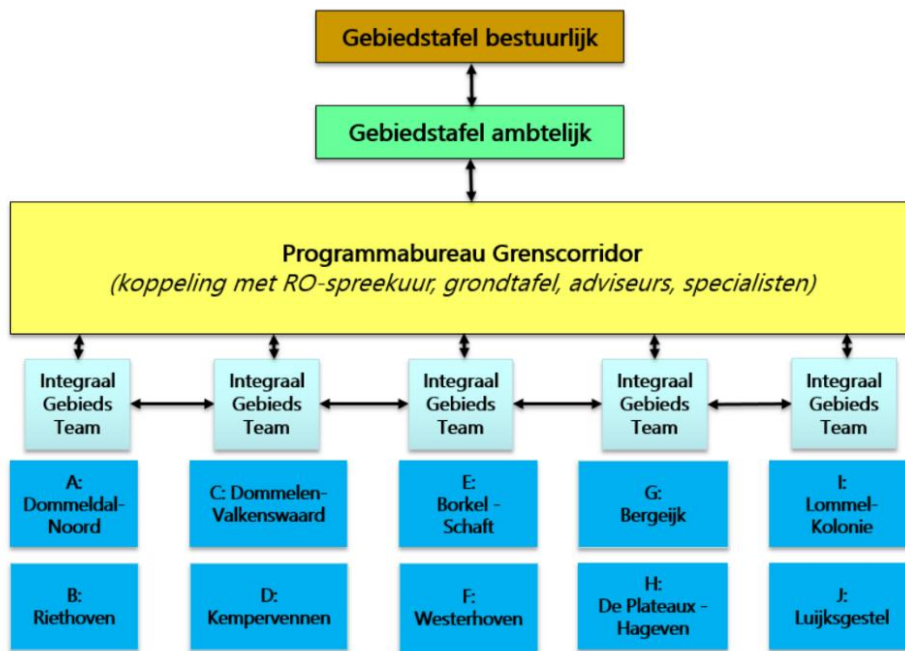 Gebiedstafel bestuurlijk
Gebiedstafel ambtelijk
Programmabureau Grenscorridor
(koppeling met RO-spreekuur, grondtafel, adviseurs, specialisten)
Integraal
Gebieds
Team
Integraal
Gebieds
Team
Integraal
Gebieds
Team
Integraal
Gebieds
Team
Integraal
Gebieds
Team
A:
Dommeldal-
Noord
C: Dommelen-
Valkenswaard
E:
Borkel -
Schaft
G:
Bergeijk
I:
Lommel-
Kolonie
B:
Riethoven
D:
Kempervennen
F:
Westerhoven
H:
De Plateaux -
Hageven
J:
Luijksgestel